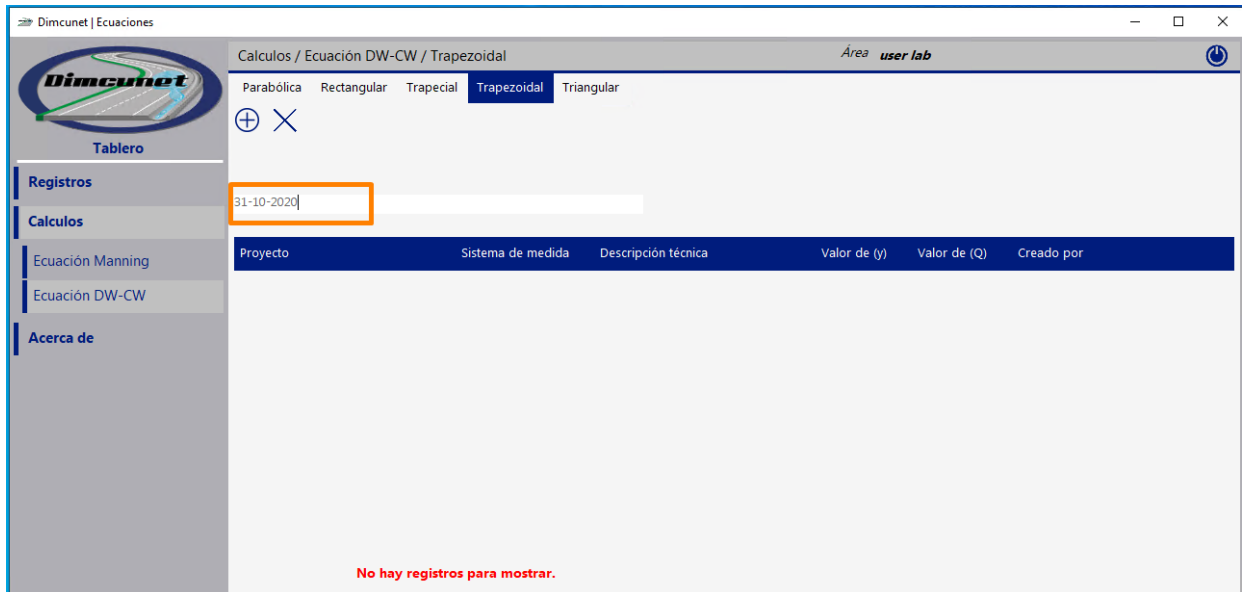 Dimcunet | Ecuaciones
Dimcunet
Tablero
Registros
Calculos
Ecuación Manning
Ecuación DW-CW
Acerca de
Calculos / Ecuación DW-CW / Trapezoidal
Área user lab
Parabólica Rectangular Trapecial Trapezoidal Triangular
31-10-2020
Proyecto Sistema de medida Descripción técnica Valor de (y) Valor de (Q) Creado por
No hay registros para mostrar.